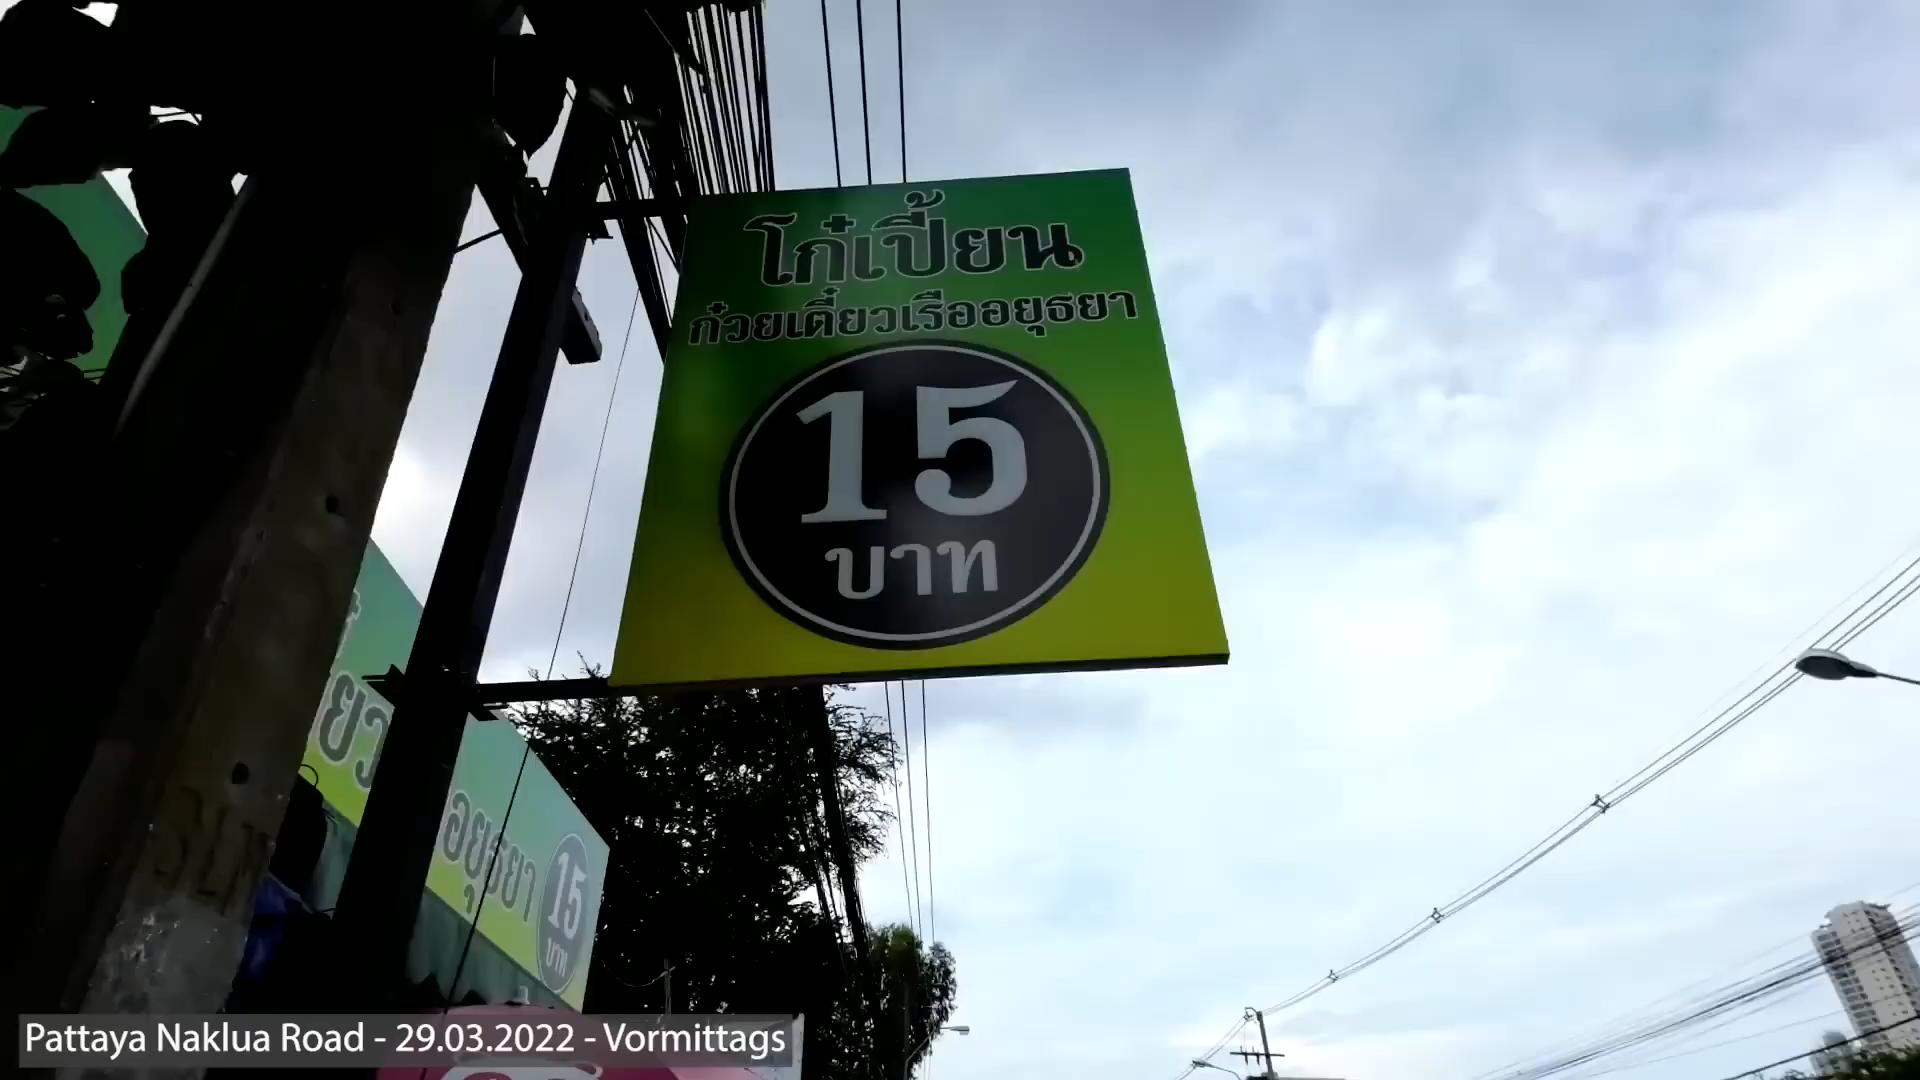 โก๋เปี้ยน
ก๋วยเตี๋ยวเรืออยุธยา
15
บาท
อยุธยา
15
บาท
Pattaya Naklua Road - 29.03.2022 - Vormittags